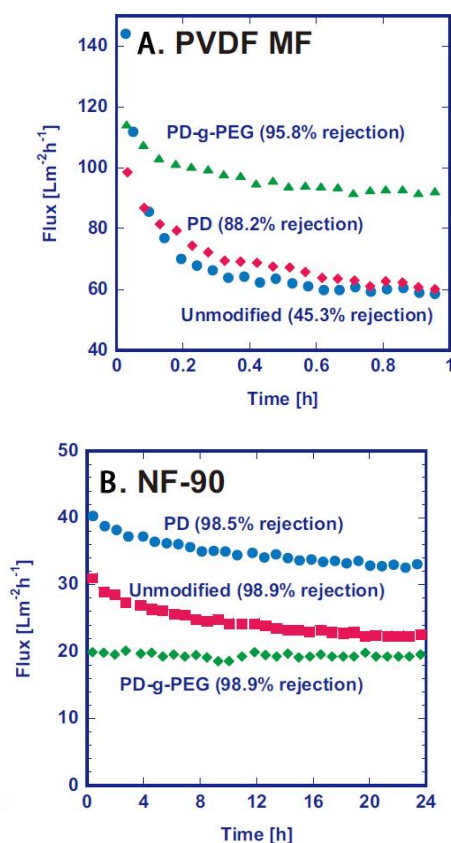 A. PVDF MF
140
120
100
80
60
40
Flux [Lm⁻²h⁻¹]
PD-g-PEG (95.8% rejection)
PD (88.2% rejection)
Unmodified (45.3% rejection)
0 0.2 0.4 0.6 0.8 1
Time [h]
B. NF-90
50
40
30
20
10
0
Flux [Lm⁻²h⁻¹]
PD (98.5% rejection)
Unmodified (98.9% rejection)
PD-g-PEG (98.9% rejection)
0 4 8 12 16 20 24
Time [h]